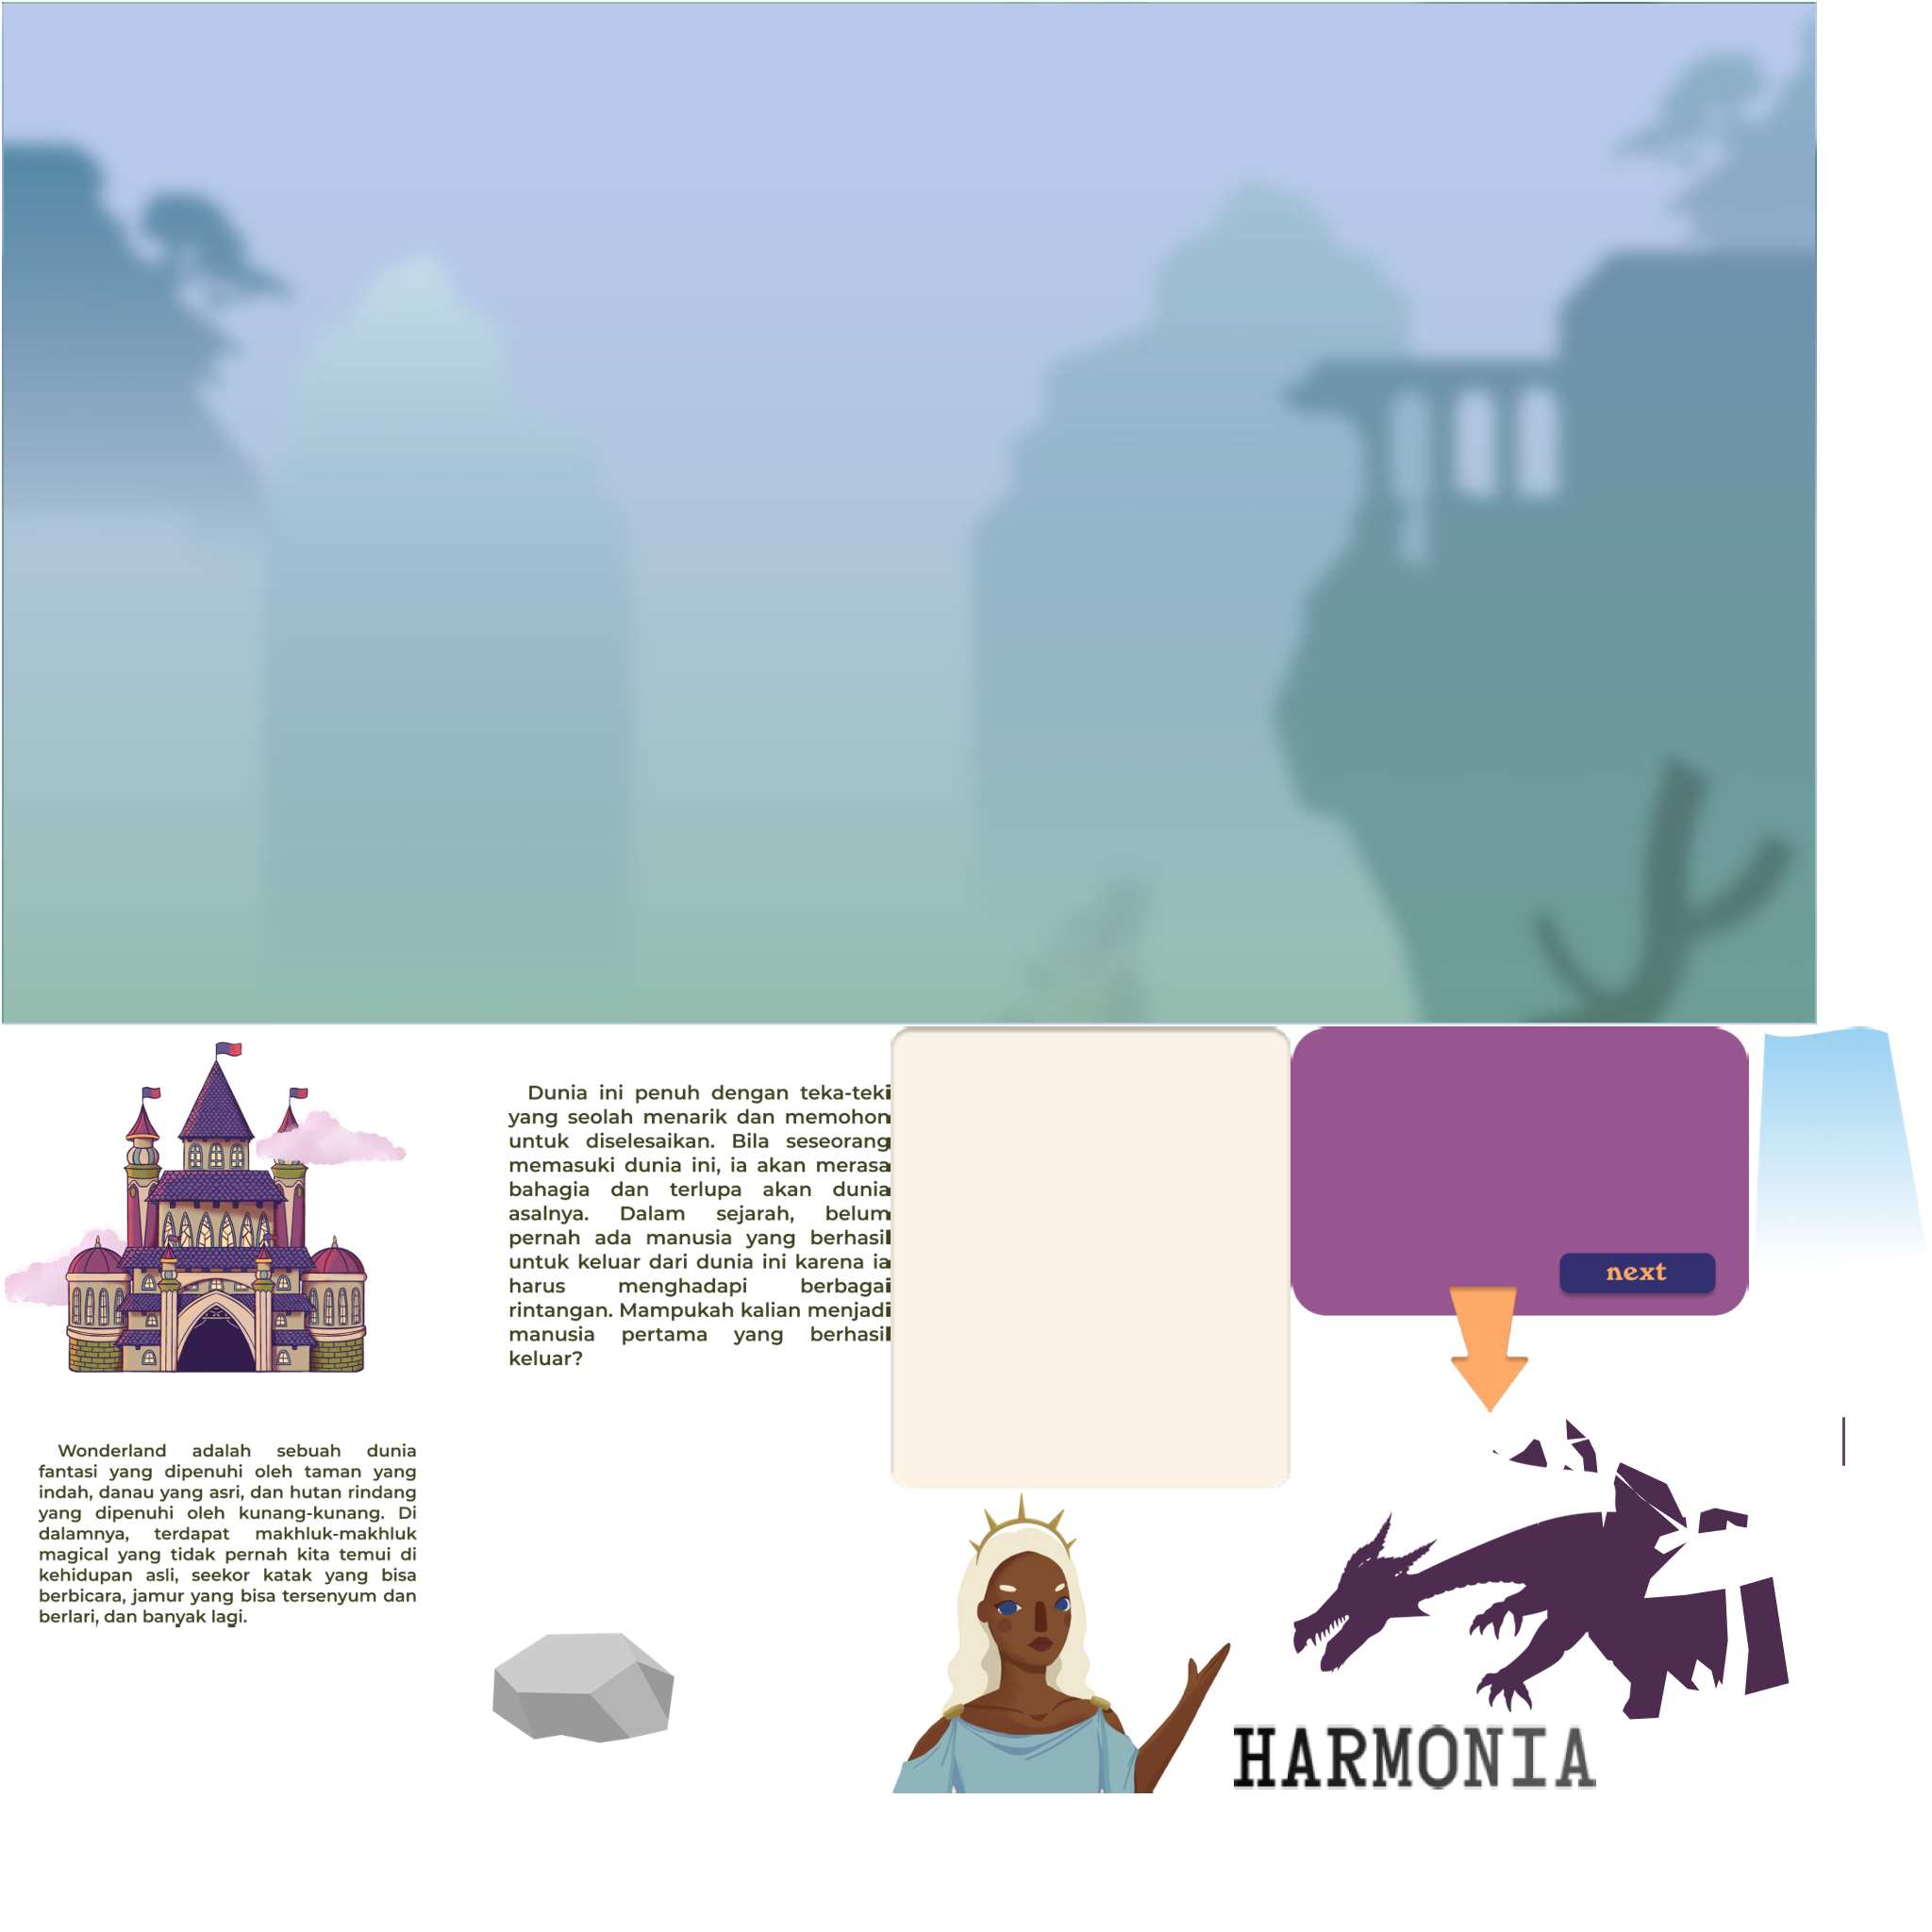 Dunia ini penuh dengan teka-teki
yang seolah menarik dan memohon
untuk diselesaikan. Bila seseorang
memasuki dunia ini, ia akan merasa
bahagia dan terlupa akan dunia
asalnya. Dalam sejarah, belum
pernah ada manusia yang berhasil
untuk keluar dari dunia ini karena ia
harus menghadapi berbagai
rintangan. Mampukah kalian menjadi
manusia pertama yang berhasil
keluar?
next
Wonderland adalah sebuah dunia
fantasi yang dipenuhi oleh taman yang
indah, danau yang asri, dan hutan rindang
yang dipenuhi oleh kunang-kunang. Di
dalamnya, terdapat makhluk-makhluk
magical yang tidak pernah kita temui di
kehidupan asli, seekor katak yang bisa
berbicara, jamur yang bisa tersenyum dan
berlari, dan banyak lagi.
HARMONIA